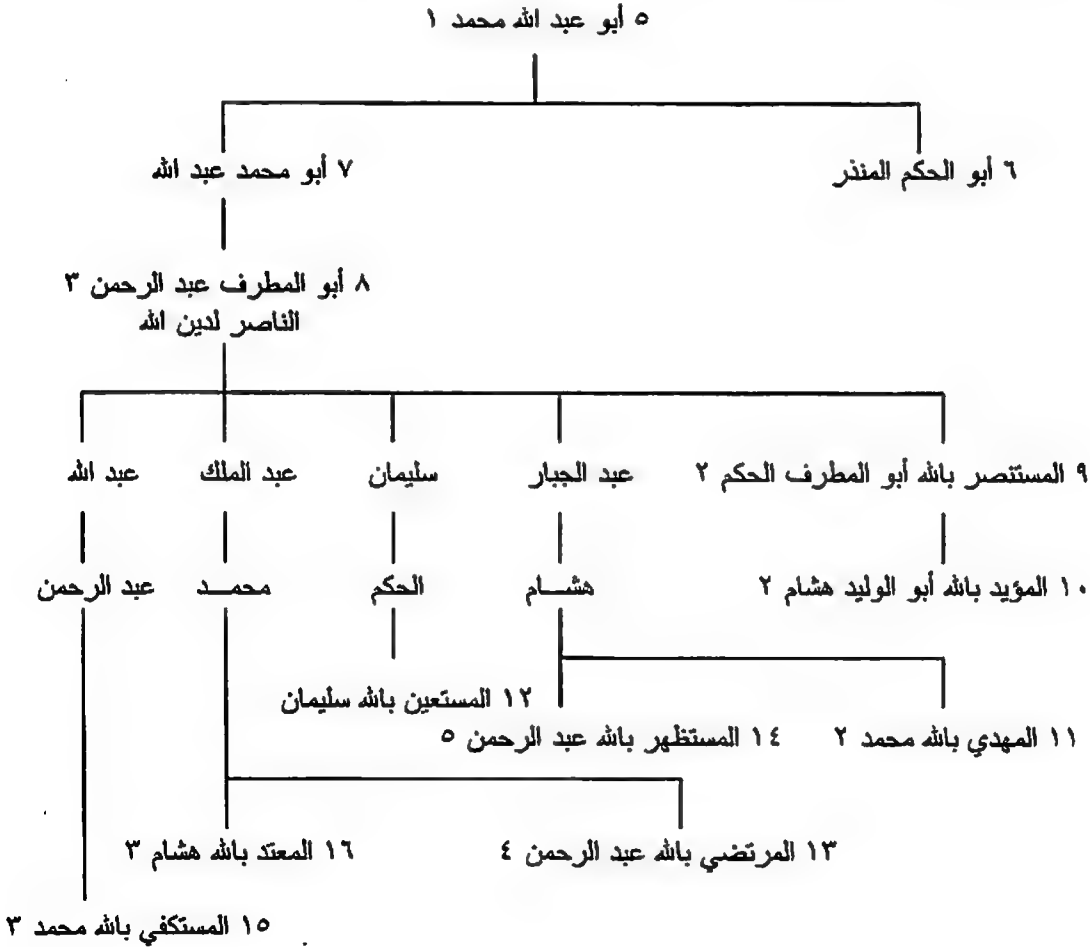 ٥ أبو عبد الله محمد ١
٦ أبو الحكم المنذر
٧ أبو محمد عبد الله
٨ أبو المطرف عبد الرحمن ٣
الناصر لدين الله
٩ المستنصر بالله أبو المطرف الحكم ٢
عبد الجبار
سليمان
عبد الملك
عبد الله
١٠ المؤيد بالله أبو الوليد هشام ٢
هشـــام
الحكم
محمـــد
عبد الرحمن
١٢ المستعين بالله سليمان
١١ المهدي بالله محمد ٢
١٤ المستظهر بالله عبد الرحمن ٥
١٣ المرتضي بالله عبد الرحمن ٤
١٦ المعتد بالله هشام ٣
١٥ المستكفي بالله محمد ٣